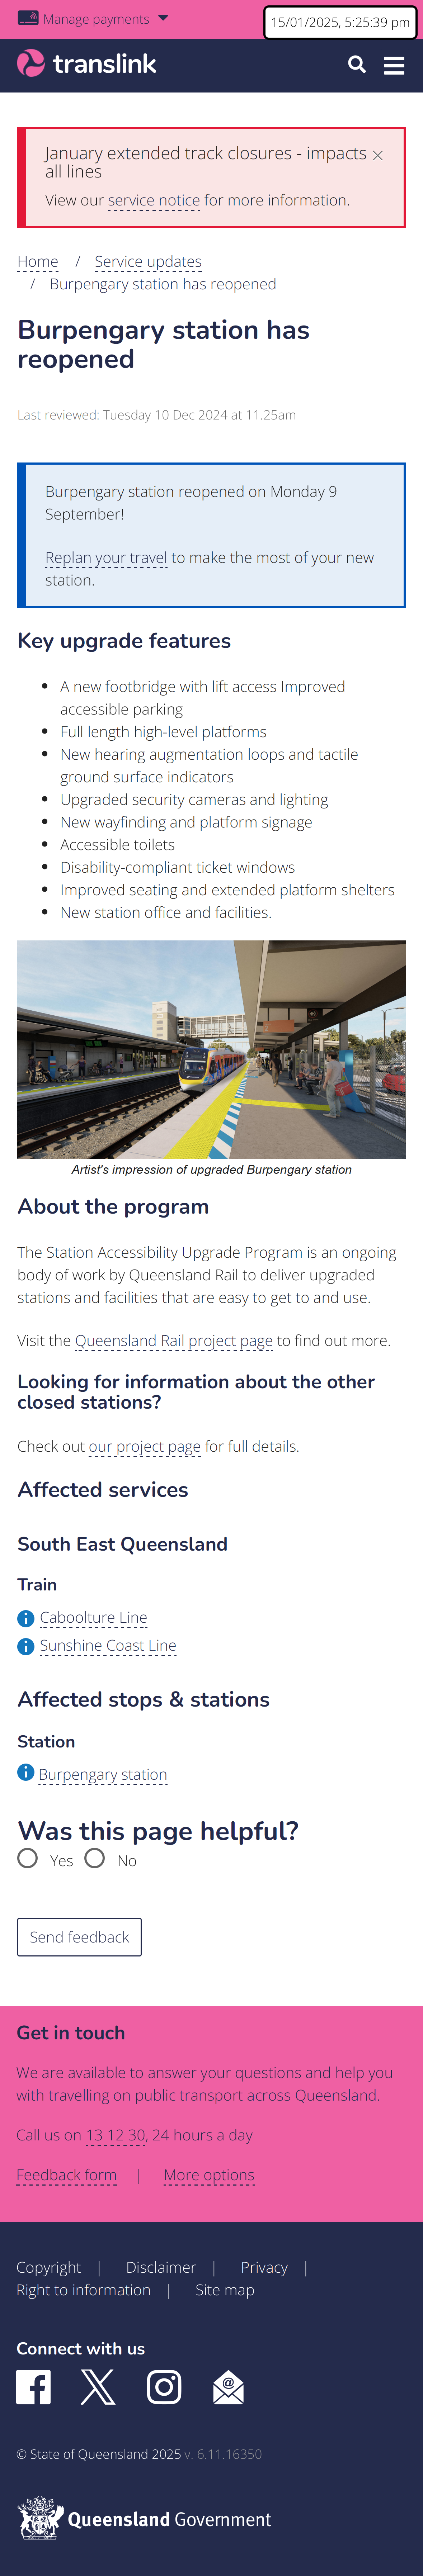 Manage payments
15/01/2025, 5:25:39 pm
translink
January extended track closures - impacts
all lines
View our service notice for more information.
Home / Service updates
/ Burpengary station has reopened
Burpengary station has
reopened
Last reviewed: Tuesday 10 Dec 2024 at 11.25am
Burpengary station reopened on Monday 9
September!
Replan your travel to make the most of your new
station.
Key upgrade features
• A new footbridge with lift access Improved
accessible parking
• Full length high-level platforms
• New hearing augmentation loops and tactile
ground surface indicators
• Upgraded security cameras and lighting
• New wayfinding and platform signage
• Accessible toilets
• Disability-compliant ticket windows
• Improved seating and extended platform shelters
• New station office and facilities.
Artist's impression of upgraded Burpengary station
About the program
The Station Accessibility Upgrade Program is an ongoing
body of work by Queensland Rail to deliver upgraded
stations and facilities that are easy to get to and use.
Visit the Queensland Rail project page to find out more.
Looking for information about the other
closed stations?
Check out our project page for full details.
Affected services
South East Queensland
Train
Caboolture Line
Sunshine Coast Line
Affected stops & stations
Station
Burpengary station
Was this page helpful?
Yes No
Send feedback
Get in touch
We are available to answer your questions and help you
with travelling on public transport across Queensland.
Call us on 13 12 30, 24 hours a day
Feedback form | More options
Copyright | Disclaimer | Privacy |
Right to information | Site map
Connect with us
© State of Queensland 2025 v. 6.11.16350
Queensland Government